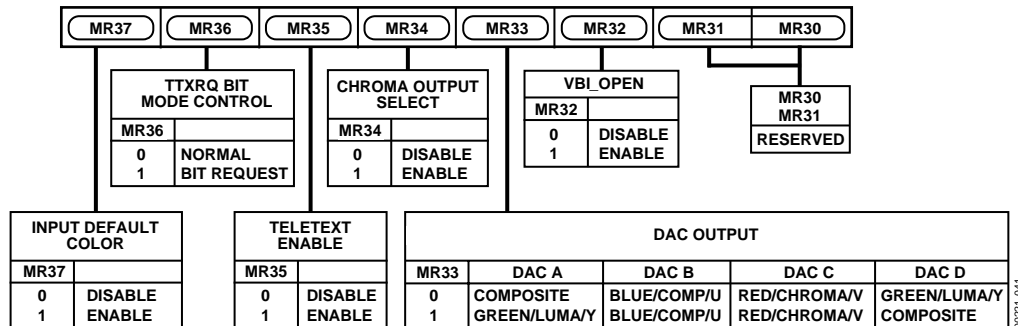 MR37 MR36 MR35 MR34 MR33 MR32 MR31 MR30
TTXRQ BIT
MODE CONTROL
MR36
0 NORMAL
1 BIT REQUEST
CHROMA OUTPUT
SELECT
MR34
0 DISABLE
1 ENABLE
VBI_OPEN
MR32
0 DISABLE
1 ENABLE
MR30
MR31
RESERVED
INPUT DEFAULT
COLOR
MR37
0 DISABLE
1 ENABLE
TELETEXT
ENABLE
MR35
0 DISABLE
1 ENABLE
DAC OUTPUT
MR33 DAC A DAC B DAC C DAC D
0 COMPOSITE BLUE/COMP/U RED/CHROMA/V GREEN/LUMA/Y
1 GREEN/LUMA/Y BLUE/COMP/U RED/CHROMA/V COMPOSITE